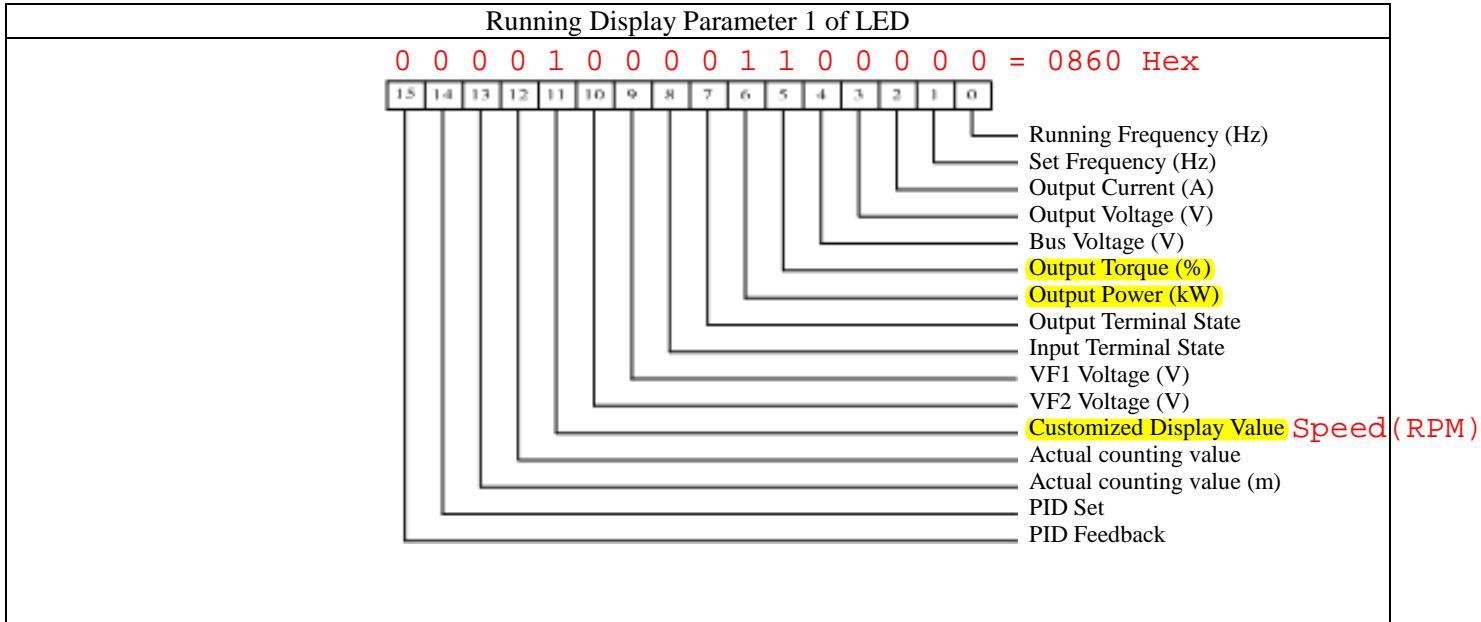 Running Display Parameter 1 of LED
0 0 0 0 1 0 0 0 0 1 1 0 0 0 0 0 = 0860 Hex
15 14 13 12 11 10 9 8 7 6 5 4 3 2 1 0
Running Frequency (Hz)
Set Frequency (Hz)
Output Current (A)
Output Voltage (V)
Bus Voltage (V)
Output Torque (%)
Output Power (kW)
Output Terminal State
Input Terminal State
VF1 Voltage (V)
VF2 Voltage (V)
Customized Display Value Speed(RPM)
Actual counting value
Actual counting value (m)
PID Set
PID Feedback